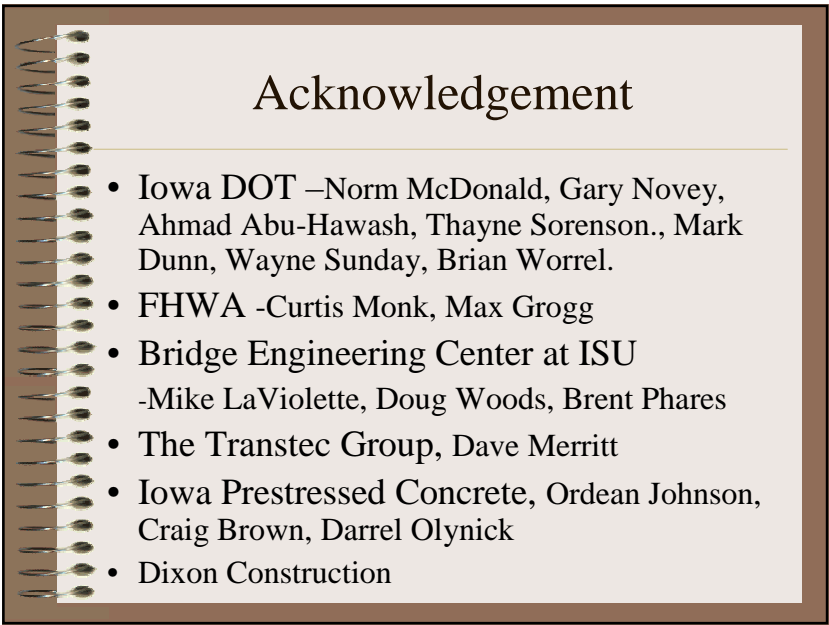 Acknowledgement
• Iowa DOT –Norm McDonald, Gary Novey,
Ahmad Abu-Hawash, Thayne Sorenson., Mark
Dunn, Wayne Sunday, Brian Worrel.
• FHWA -Curtis Monk, Max Grogg
• Bridge Engineering Center at ISU
-Mike LaViolette, Doug Woods, Brent Phares
• The Transtec Group, Dave Merritt
• Iowa Prestressed Concrete, Ordean Johnson,
Craig Brown, Darrel Olynick
• Dixon Construction